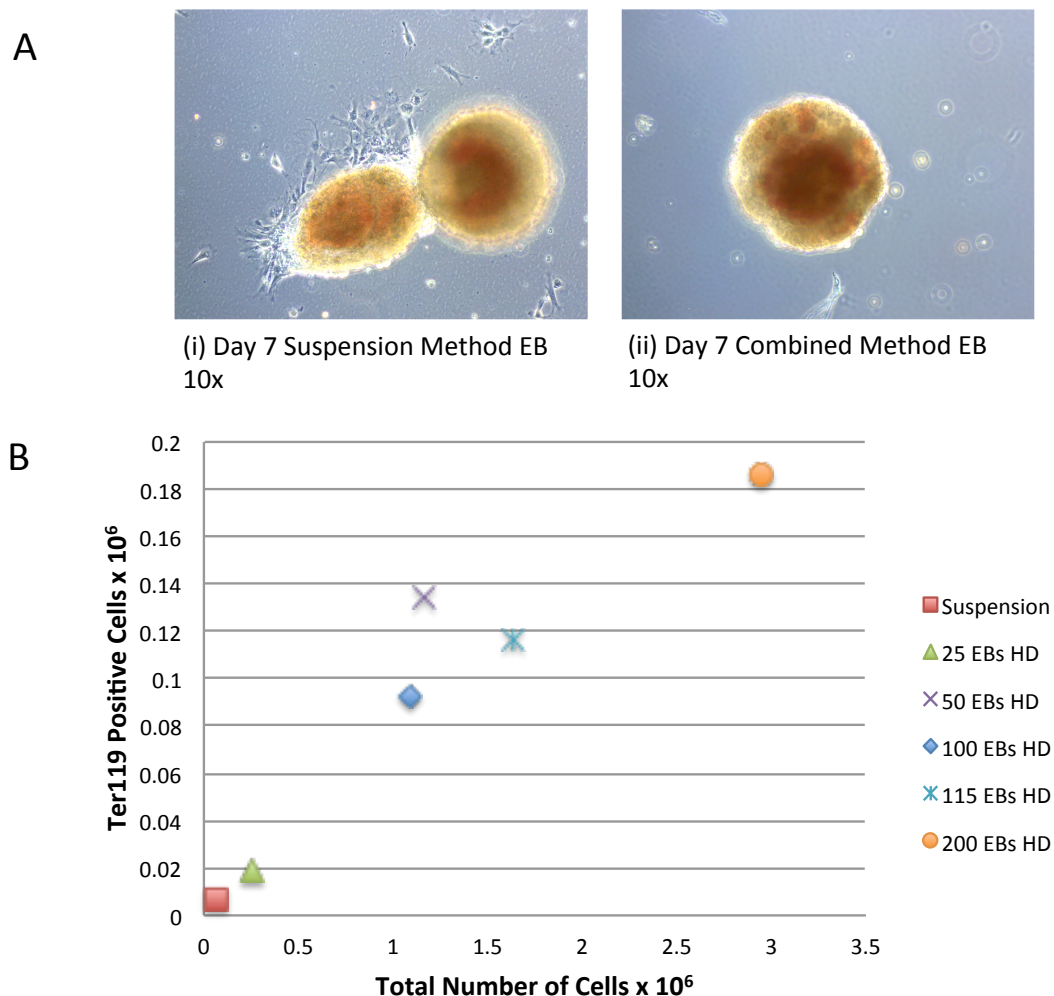 A
(i) Day 7 Suspension Method EB
10x
(ii) Day 7 Combined Method EB
10x
B
Ter119 Positive Cells x 10⁶
0.2
0.18
0.16
0.14
0.12
0.1
0.08
0.06
0.04
0.02
0
0 0.5 1 1.5 2 2.5 3 3.5
Total Number of Cells x 10⁶
Suspension
25 EBs HD
50 EBs HD
100 EBs HD
115 EBs HD
200 EBs HD